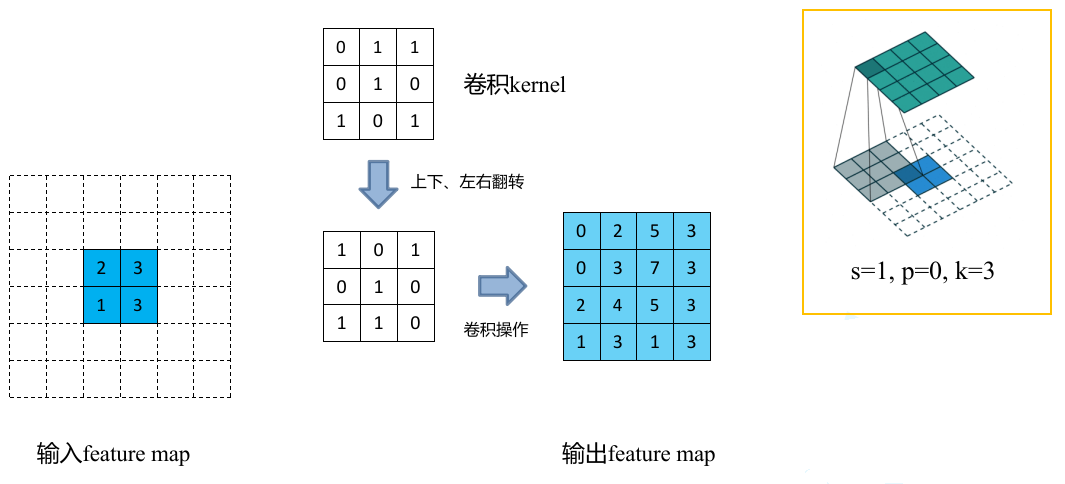 0 1 1
0 1 0
1 0 1
卷积kernel
上下、左右翻转
2 3
1 3
1 0 1
0 1 0
1 1 0
卷积操作
0 2 5 3
0 3 7 3
2 4 5 3
1 3 1 3
s=1, p=0, k=3
输入feature map
输出feature map